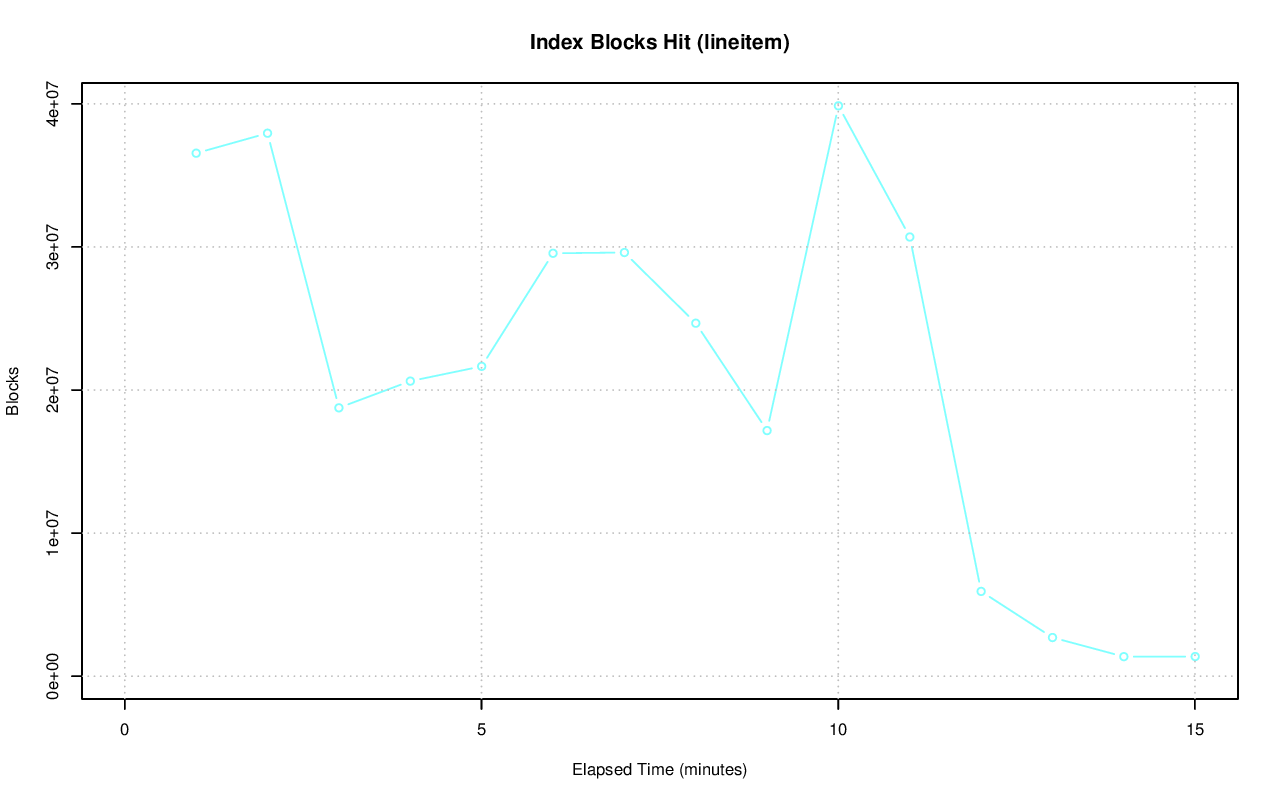 Index Blocks Hit (lineitem)
4e+07
3e+07
2e+07
1e+07
0e+00
Blocks
0
5
10
15
Elapsed Time (minutes)